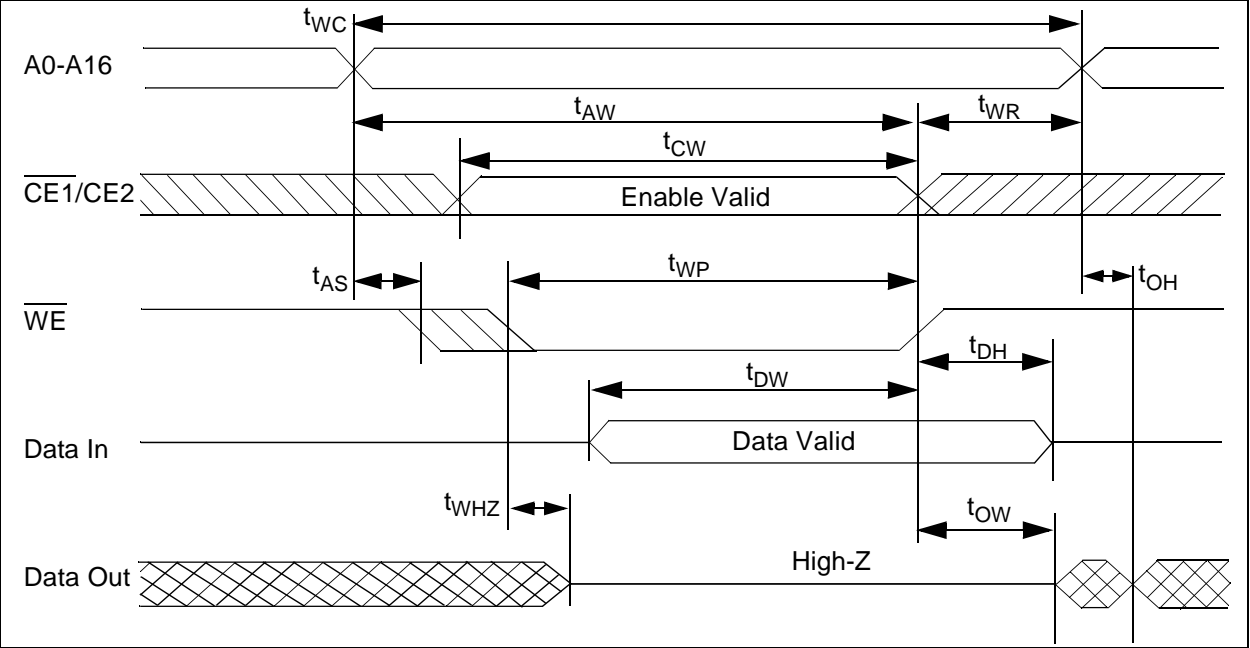 tWC
A0-A16
tAW
tWR
tCW
CE1/CE2
Enable Valid
tAS
tWP
tOH
WE
tDH
tDW
Data In
Data Valid
tWHZ
tOW
Data Out
High-Z